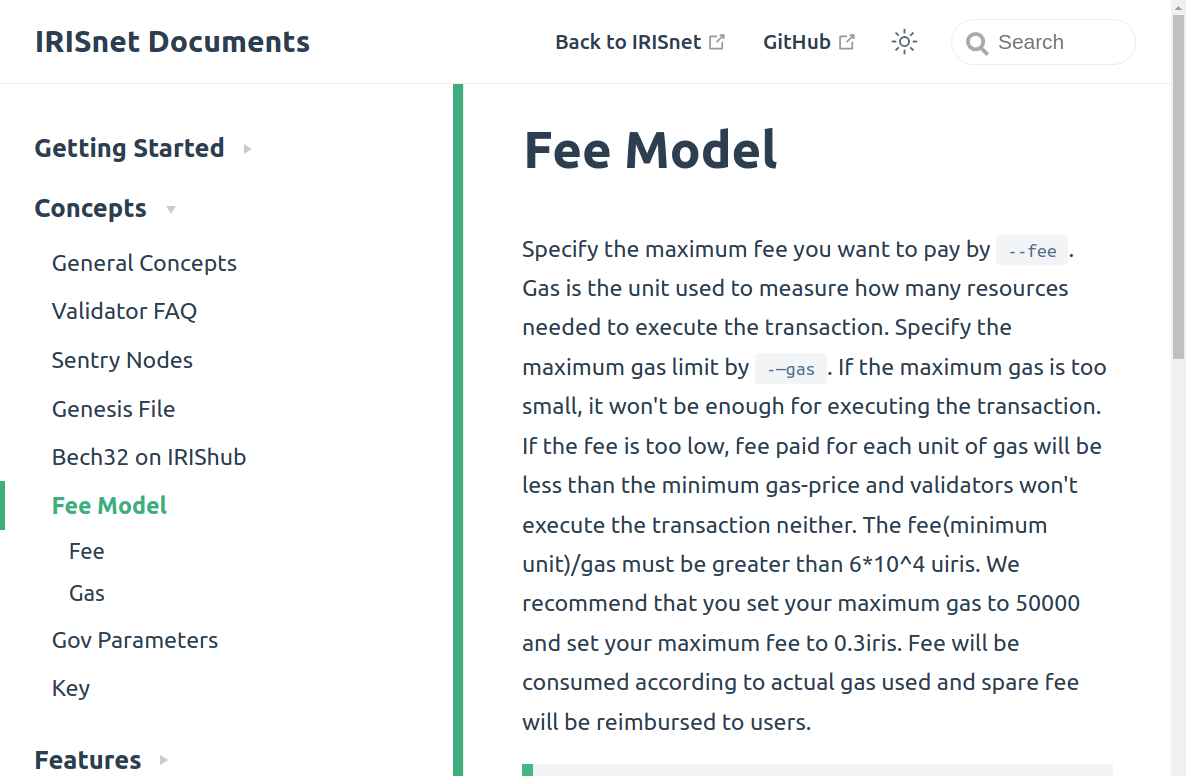 IRISnet Documents
Back to IRISnet
GitHub
Search
Getting Started
Concepts
General Concepts
Validator FAQ
Sentry Nodes
Genesis File
Bech32 on IRIShub
Fee Model
Fee
Gas
Gov Parameters
Key
Features
Fee Model
Specify the maximum fee you want to pay by --fee.
Gas is the unit used to measure how many resources
needed to execute the transaction. Specify the
maximum gas limit by -—gas. If the maximum gas is too
small, it won't be enough for executing the transaction.
If the fee is too low, fee paid for each unit of gas will be
less than the minimum gas-price and validators won't
execute the transaction neither. The fee(minimum
unit)/gas must be greater than 6*10^4 uiris. We
recommend that you set your maximum gas to 50000
and set your maximum fee to 0.3iris. Fee will be
consumed according to actual gas used and spare fee
will be reimbursed to users.